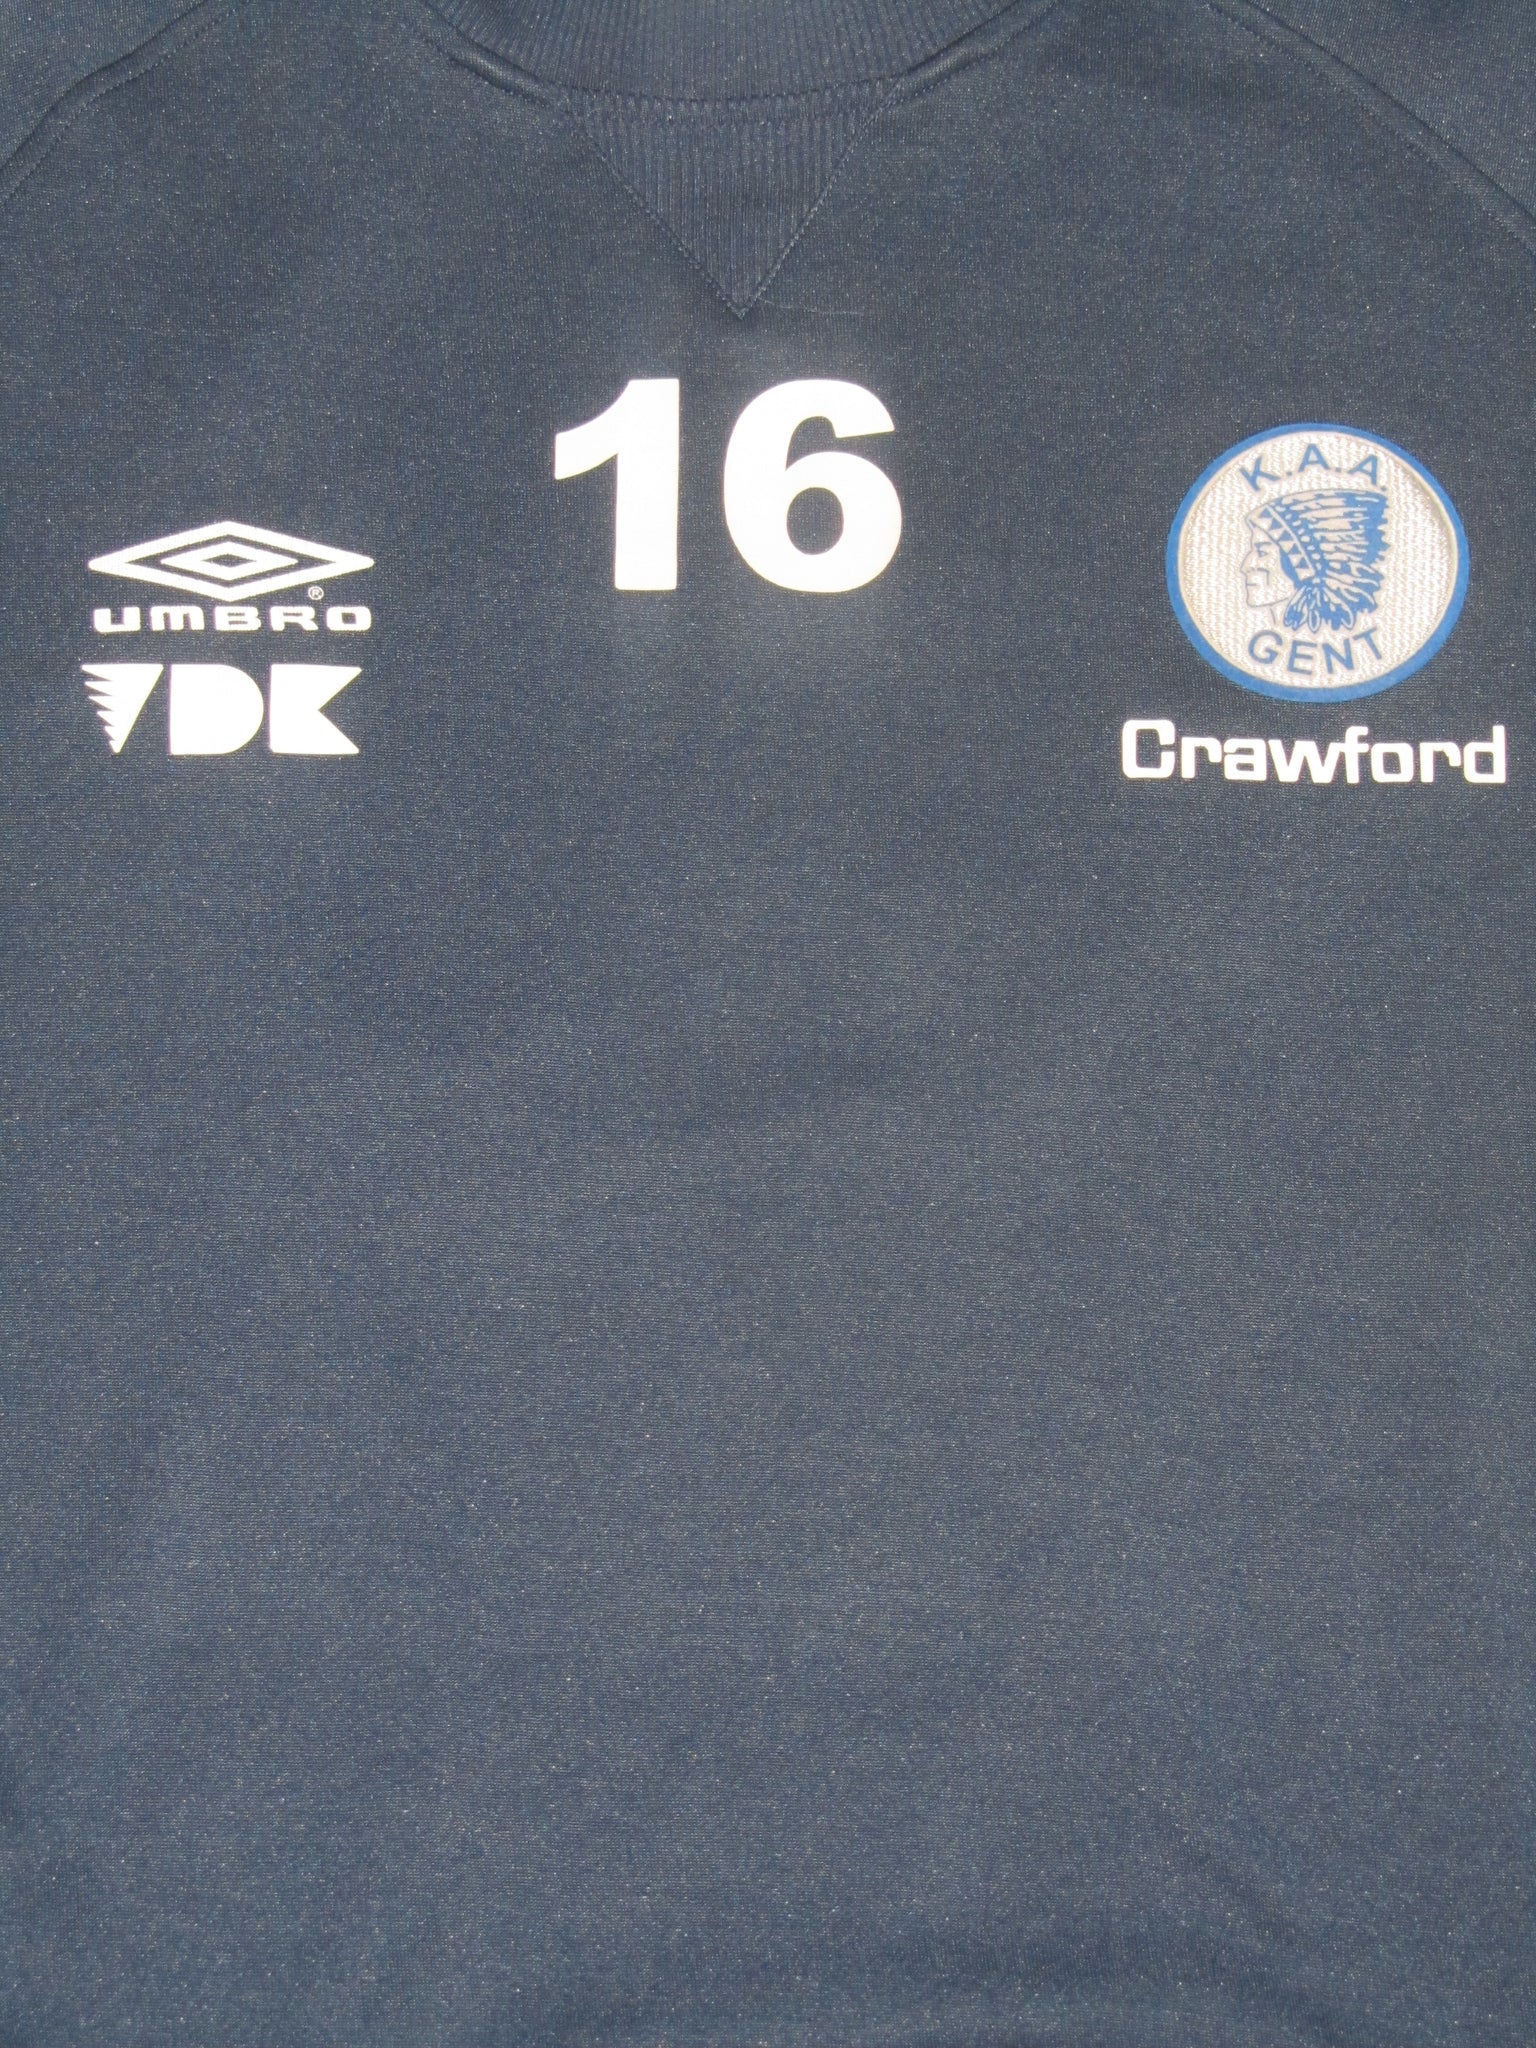 16
UMBRO ®
VDK
K.A.A
GENT
Crawford